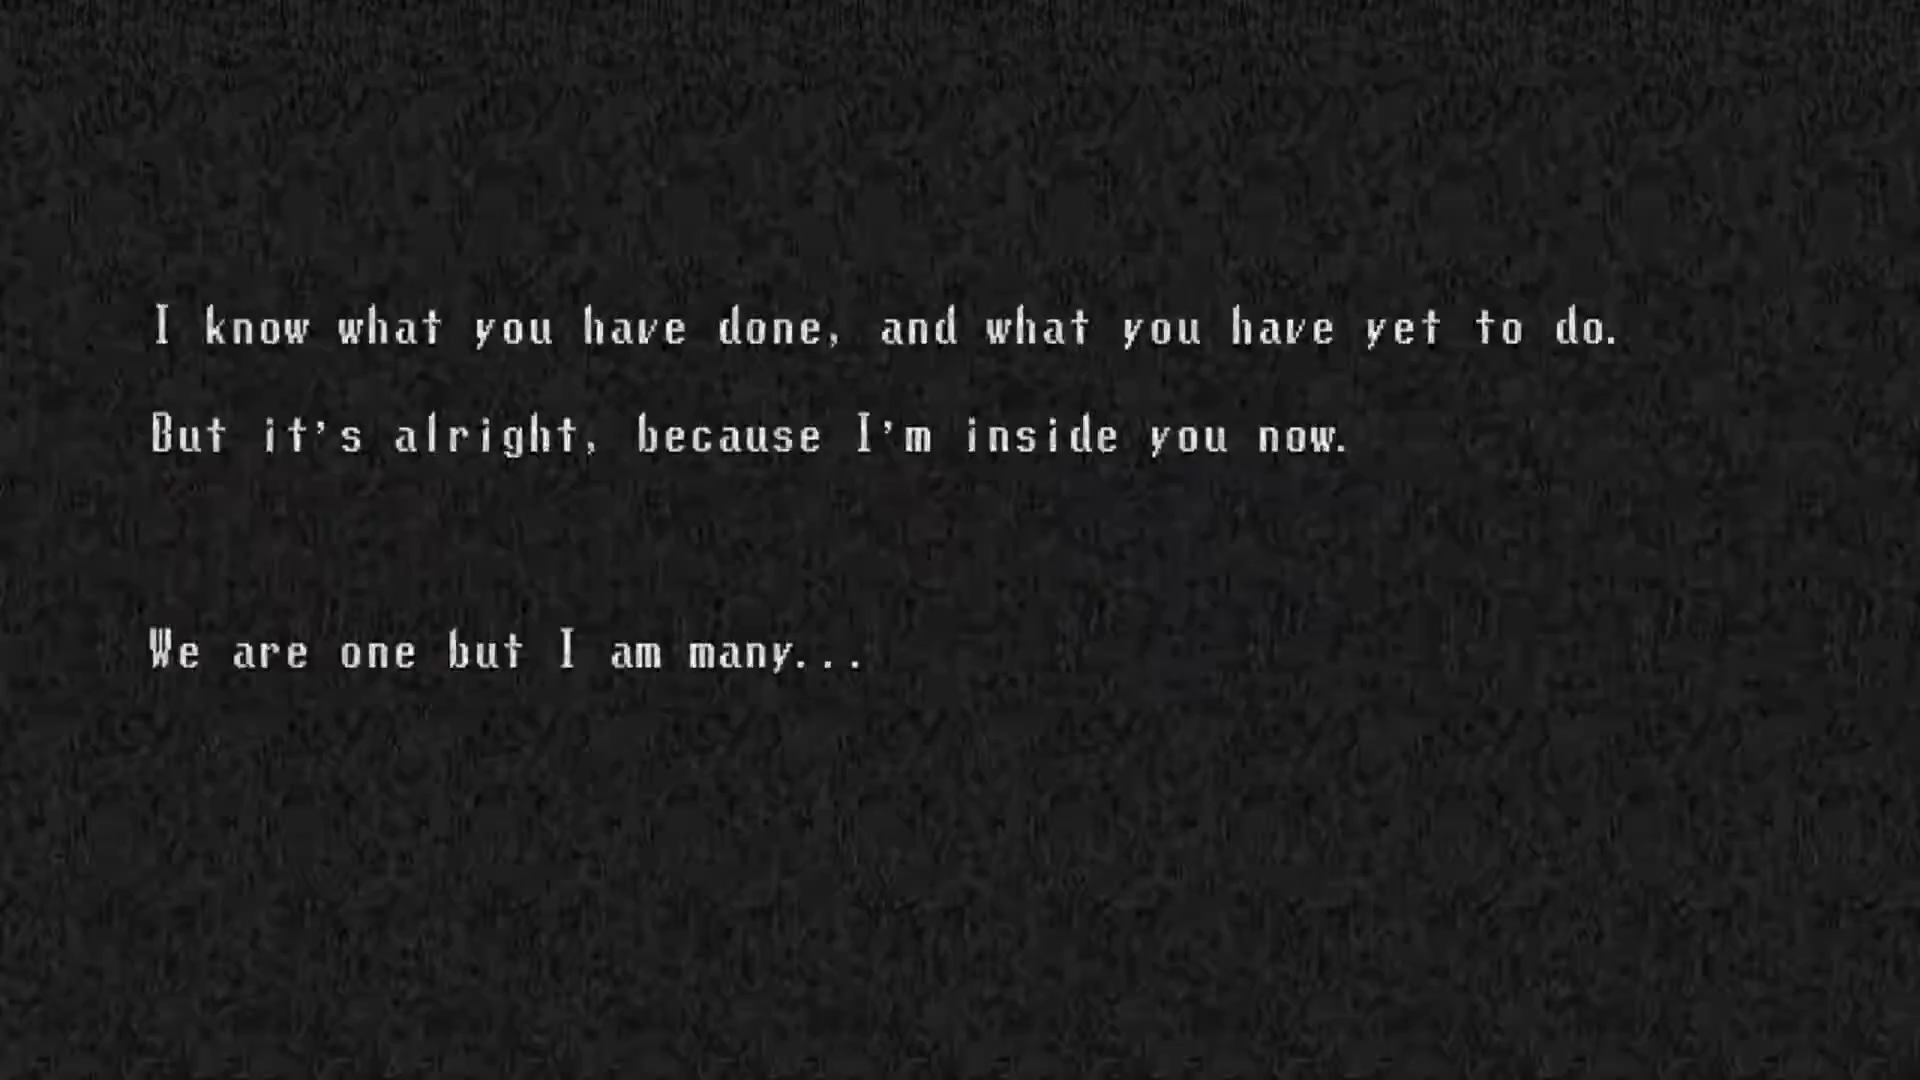 I know what you have done, and what you have yet to do.
But it's alright, because I'm inside you now.
We are one but I am many...